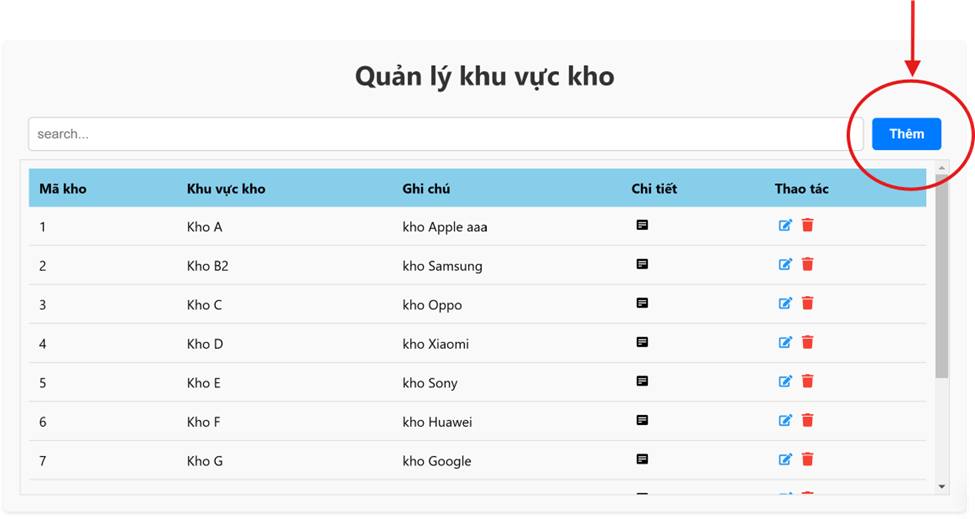 Quản lý khu vực kho
search...
Thêm
Mã kho Khu vực kho Ghi chú Chi tiết Thao tác
1 Kho A kho Apple aaa
2 Kho B2 kho Samsung
3 Kho C kho Oppo
4 Kho D kho Xiaomi
5 Kho E kho Sony
6 Kho F kho Huawei
7 Kho G kho Google